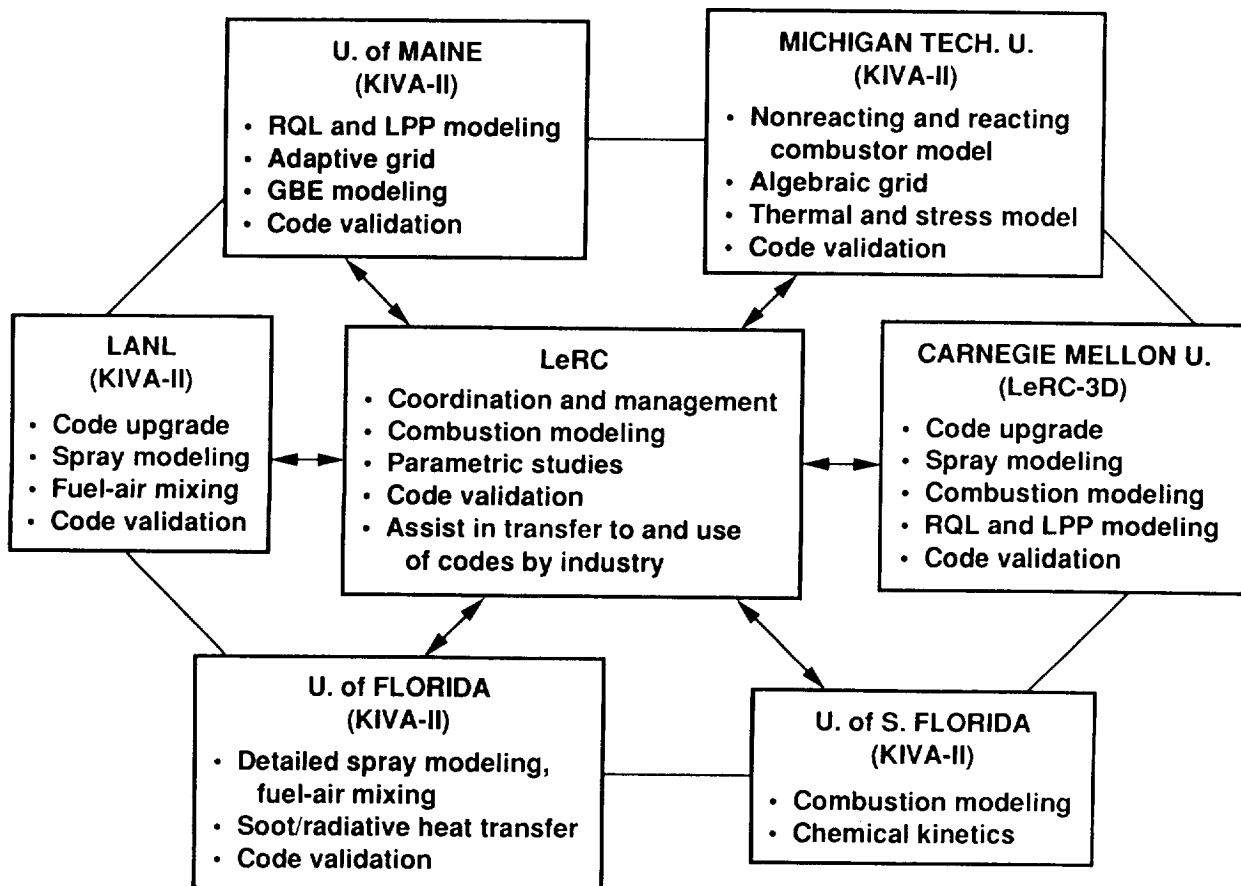 U. of MAINE
(KIVA-II)
• RQL and LPP modeling
• Adaptive grid
• GBE modeling
• Code validation
MICHIGAN TECH. U.
(KIVA-II)
• Nonreacting and reacting
combustor model
• Algebraic grid
• Thermal and stress model
• Code validation
LANL
(KIVA-II)
• Code upgrade
• Spray modeling
• Fuel-air mixing
• Code validation
LeRC
• Coordination and management
• Combustion modeling
• Parametric studies
• Code validation
• Assist in transfer to and use
of codes by industry
CARNEGIE MELLON U.
(LeRC-3D)
• Code upgrade
• Spray modeling
• Combustion modeling
• RQL and LPP modeling
• Code validation
U. of FLORIDA
(KIVA-II)
• Detailed spray modeling,
fuel-air mixing
• Soot/radiative heat transfer
• Code validation
U. of S. FLORIDA
(KIVA-II)
• Combustion modeling
• Chemical kinetics